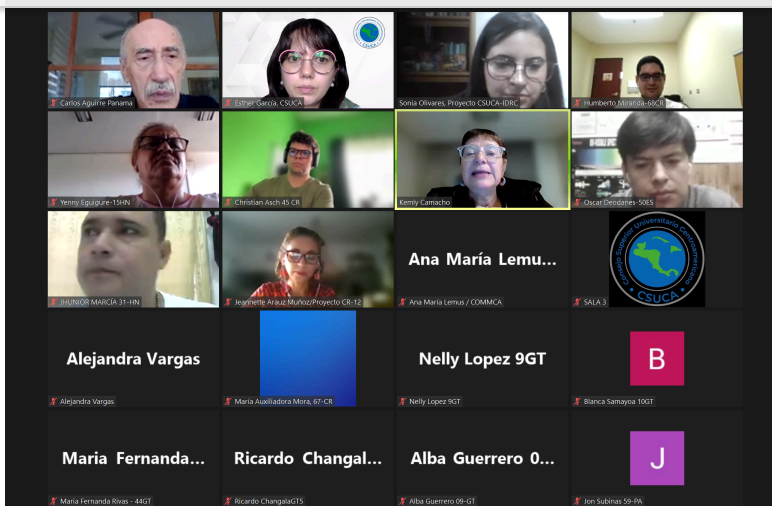 CSUCA
Carlos Aguirre Panama
Esther García, CSUCA
Sonia Olivares, Proyecto CSUCA-IDRC
Humberto Miranda-68CR
Yenny Eguigure-15HN
Christian Asch 45 CR
Kemly Camacho
Oscar Deodanes-50ES
JHUNIOR MARCÍA 31-HN
Jeannette Arauz Muñoz/Proyecto CR-12
Ana María Lemu...
Ana María Lemus / COMMCA
Consejo Superior Universitario Centroamericano
CSUCA
SALA 3
Alejandra Vargas
Alejandra Vargas
María Auxiliadora Mora, 67-CR
Nelly Lopez 9GT
Nelly Lopez 9GT
B
Blanca Samayoa 10GT
Maria Fernanda...
Maria Fernanda Rivas - 44GT
Ricardo Changal...
Ricardo ChangalaGT5
Alba Guerrero 0...
Alba Guerrero 09-GT
J
Jon Subinas 59-PA